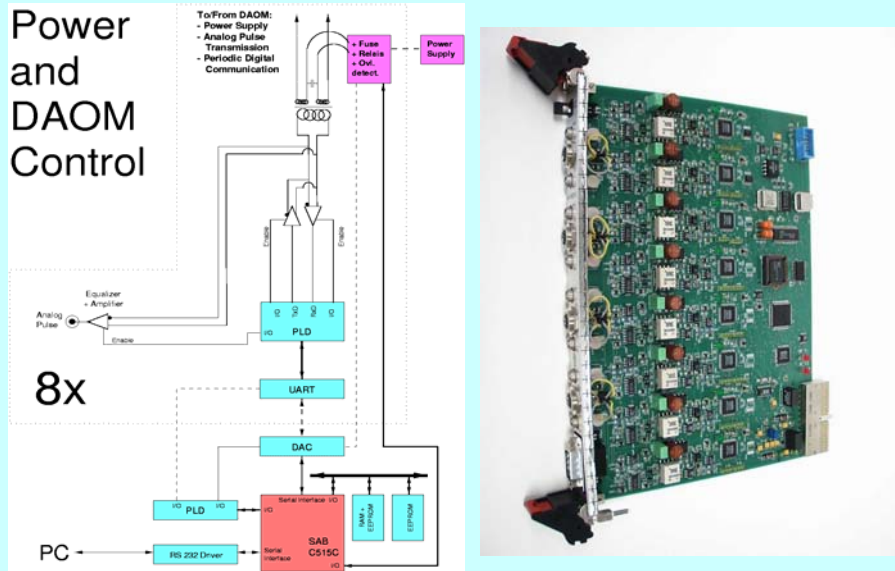 Power
and
DAOM
Control
To/From DAOM:
- Power Supply
- Analog Pulse
Transmission
- Periodic Digital
Communication
+ Fuse
+ Relais
+ Ovl.
detect.
Power
Supply
Enable
Enable
Equalizer
+ Amplifier
Analog
Pulse
Enable
I/O
TxD
RxD
I/O
I/O
PLD
8x
UART
DAC
I/O
I/O
PLD
I/O
Serial Interface I/O
I/O
SAB
C515C
Serial
Interface
I/O
RAM +
EEPROM
EEPROM
PC
RS 232 Driver